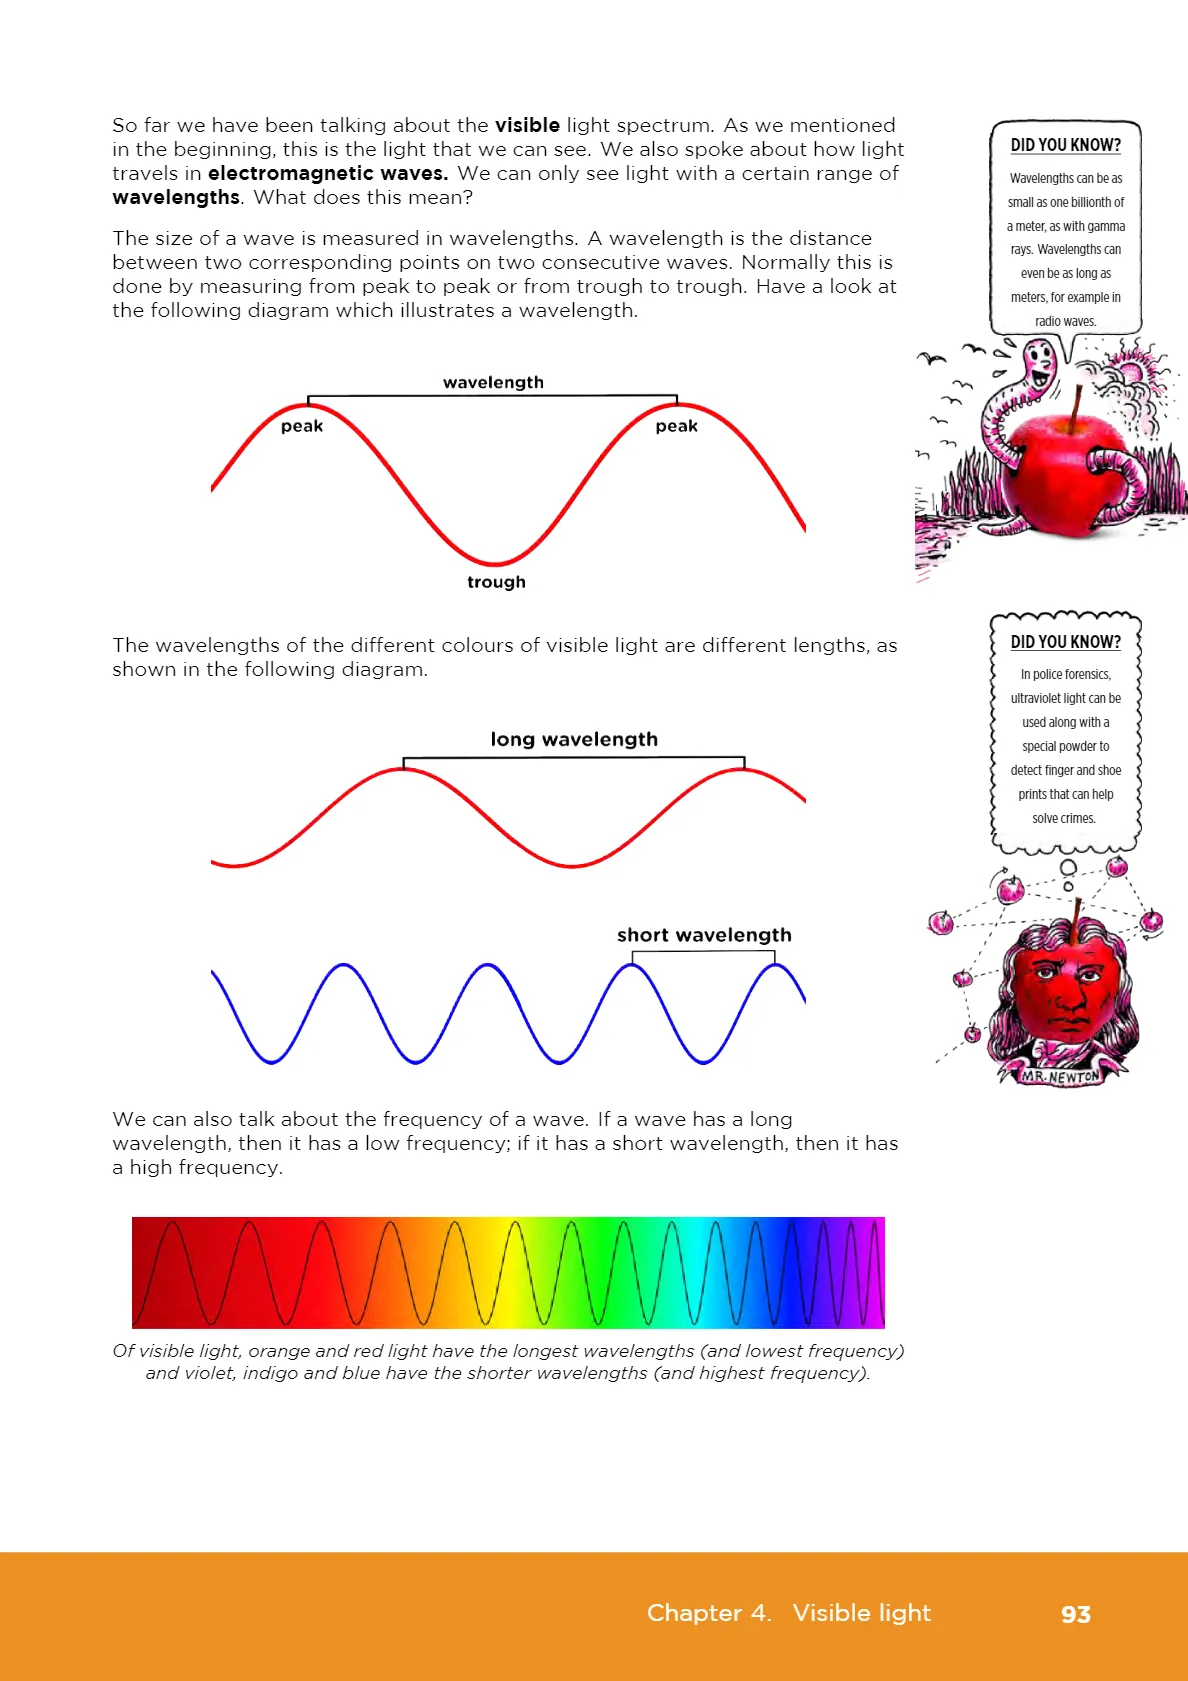 So far we have been talking about the visible light spectrum. As we mentioned
in the beginning, this is the light that we can see. We also spoke about how light
travels in electromagnetic waves. We can only see light with a certain range of
wavelengths. What does this mean?
The size of a wave is measured in wavelengths. A wavelength is the distance
between two corresponding points on two consecutive waves. Normally this is
done by measuring from peak to peak or from trough to trough. Have a look at
the following diagram which illustrates a wavelength.
wavelength
peak
peak
trough
The wavelengths of the different colours of visible light are different lengths, as
shown in the following diagram.
long wavelength
short wavelength
We can also talk about the frequency of a wave. If a wave has a long
wavelength, then it has a low frequency; if it has a short wavelength, then it has
a high frequency.
Of visible light, orange and red light have the longest wavelengths (and lowest frequency)
and violet, indigo and blue have the shorter wavelengths (and highest frequency).
DID YOU KNOW?
Wavelengths can be as
small as one billionth of
a meter, as with gamma
rays. Wavelengths can
even be as long as
meters, for example in
radio waves.
DID YOU KNOW?
In police forensics,
ultraviolet light can be
used along with a
special powder to
detect finger and shoe
prints that can help
solve crimes.
MR. NEWTON
Chapter 4. Visible light
93